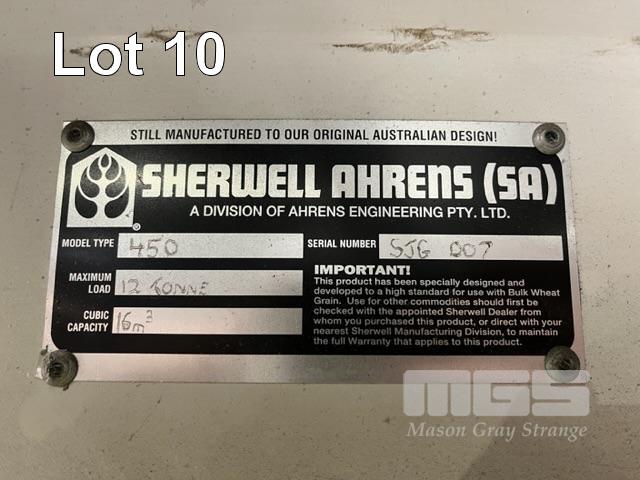 Lot 10
STILL MANUFACTURED TO OUR ORIGINAL AUSTRALIAN DESIGN!
SHERWELL AHRENS (SA)
®
A DIVISION OF AHRENS ENGINEERING PTY. LTD.
MODEL TYPE 450
SERIAL NUMBER SJG 007
MAXIMUM LOAD 12 TONNE
CUBIC CAPACITY 16m³
IMPORTANT!
This product has been specially designed and
developed to a high standard for use with Bulk Wheat
Grain. Use for other commodities should first be
checked with the appointed Sherwell Dealer from
whom you purchased this product, or direct with your
nearest Sherwell Manufacturing Division, to maintain
the full Warranty that applies to this product.
MGS
Mason Gray Strange